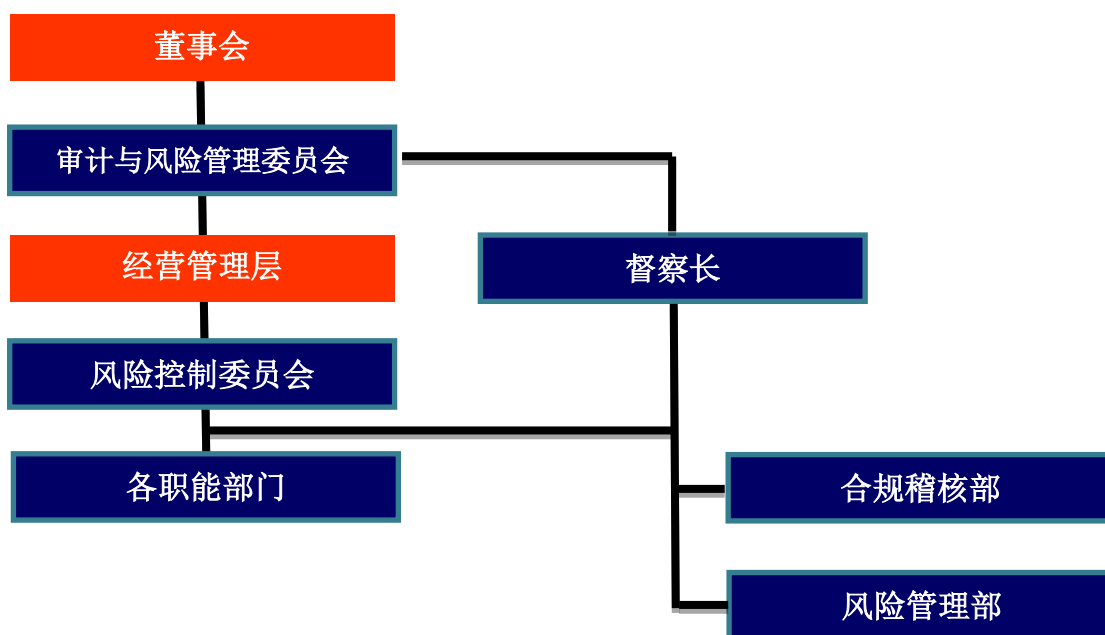 董事会
审计与风险管理委员会
经营管理层
督察长
风险控制委员会
各职能部门
合规稽核部
风险管理部